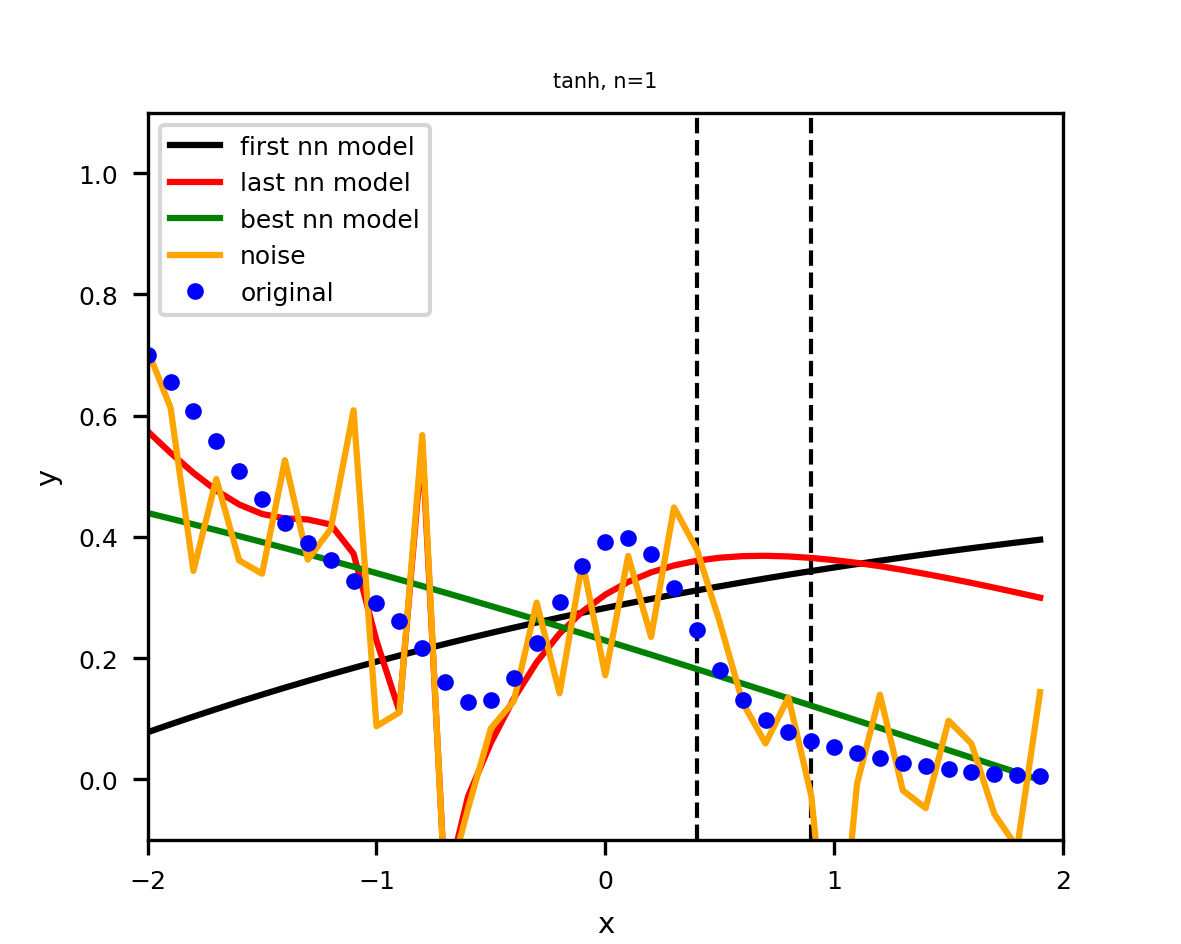 tanh, n=1
first nn model
last nn model
best nn model
noise
original
1.0
0.8
0.6
0.4
0.2
0.0
y
−2 −1 0 1 2
x